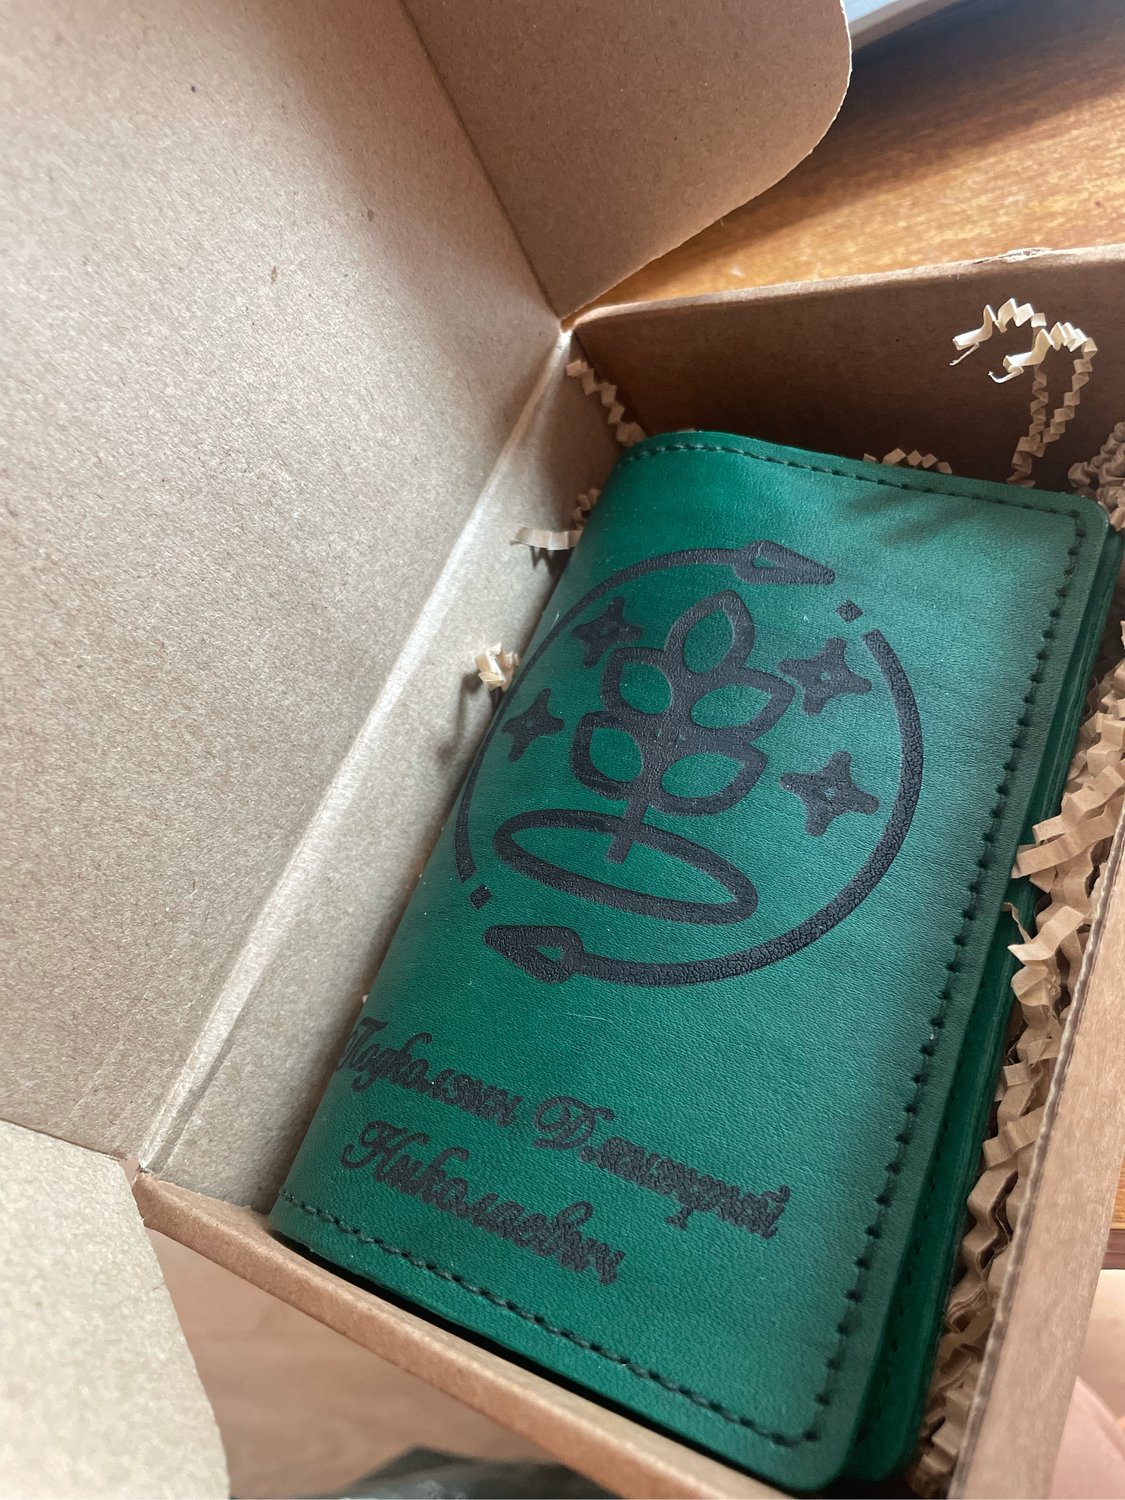 Подколзин Дмитрий
Николаевич